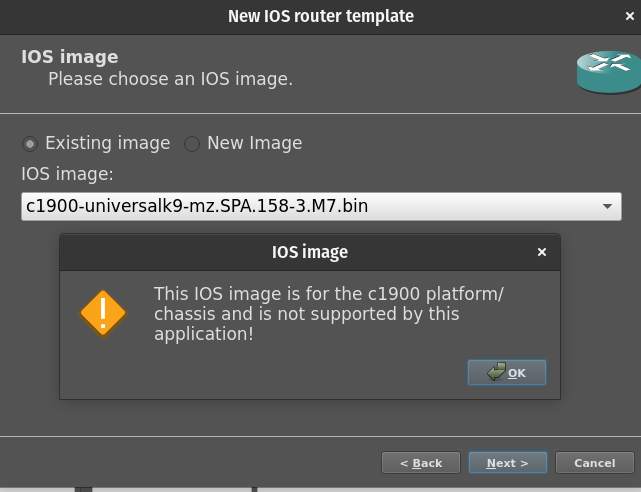 New IOS router template
IOS image
Please choose an IOS image.
Existing image
New Image
IOS image:
c1900-universalk9-mz.SPA.158-3.M7.bin
IOS image
This IOS image is for the c1900 platform/
chassis and is not supported by this
application!
OK
< Back
Next >
Cancel